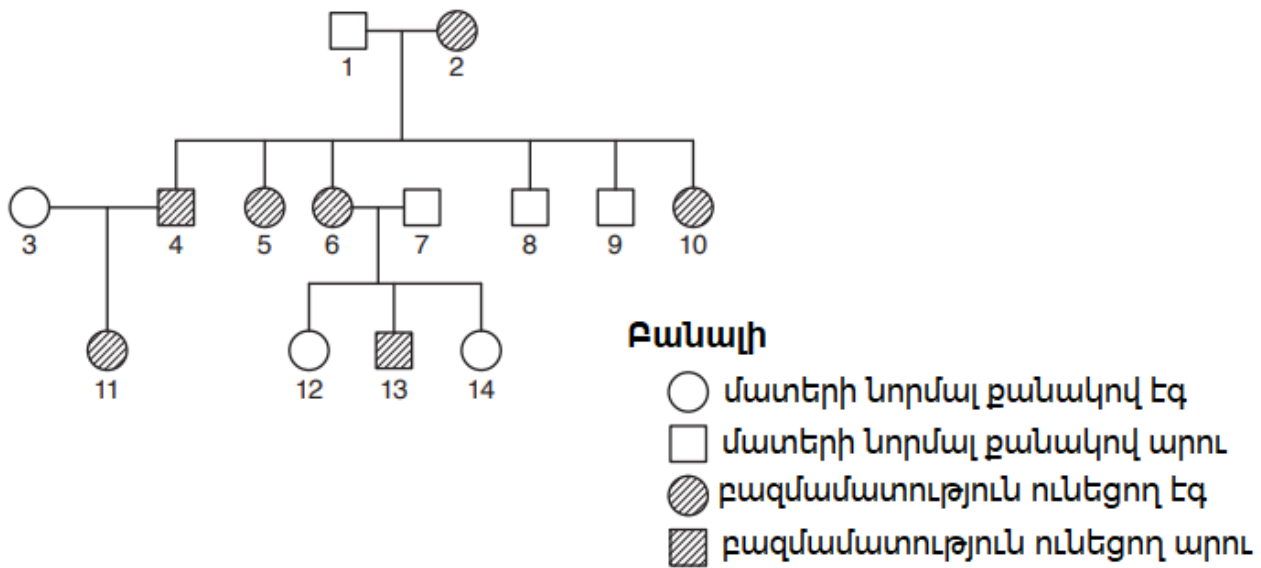 1 2
3 4 5 6 7 8 9 10
11 12 13 14
Բանալի
մատերի նորմալ քանակով էգ
մատերի նորմալ քանակով արու
բազմամատություն ունեցող էգ
բազմամատություն ունեցող արու